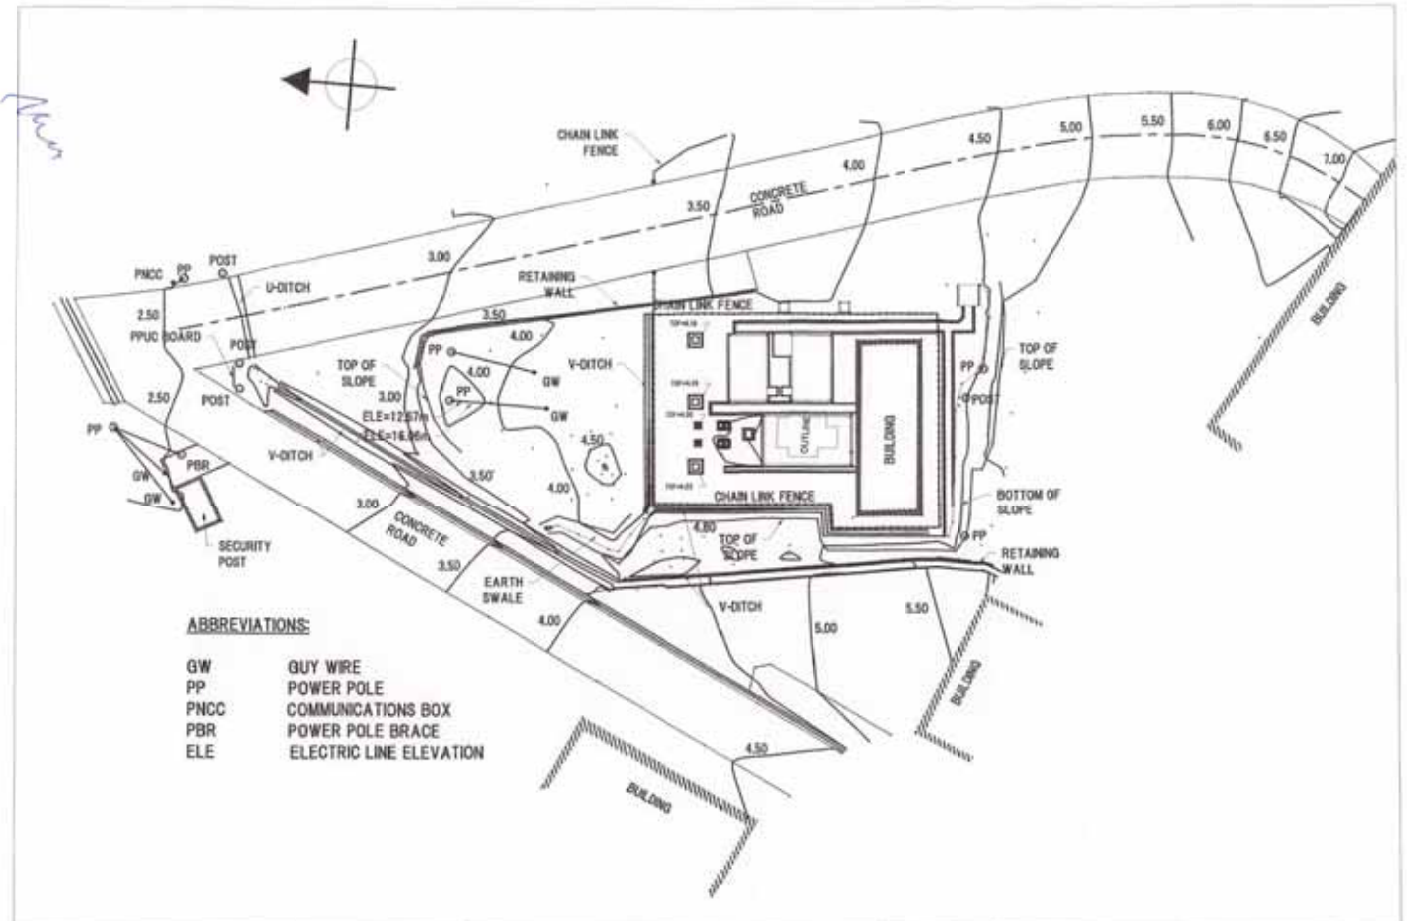 CHAIN LINK
FENCE
3.00
3.50
4.00
4.50
5.00
5.50
6.00
6.50
7.00
CONCRETE
ROAD
PNCC
PP
POST
U-DITCH
2.50
PPUC BOARD
POST
POST
2.50
RETAINING
WALL
3.50
4.00
CHAIN LINK FENCE
TOP OF
SLOPE
3.00
PP
4.00
PP
GW
GW
V-DITCH
ELE=12.67m
ELE=16.06m
4.50
3.50
4.00
OUTLINE
BUILDING
PP
POST
TOP OF
SLOPE
BUILDING
PP
GW
GW
PBR
SECURITY
POST
V-DITCH
3.00
CONCRETE
ROAD
3.50
EARTH
SWALE
4.00
CHAIN LINK FENCE
4.80
TOP OF
SLOPE
BOTTOM OF
SLOPE
PP
RETAINING
WALL
V-DITCH
5.00
5.50
BUILDING
4.50
BUILDING
ABBREVIATIONS:
GW GUY WIRE
PP POWER POLE
PNCC COMMUNICATIONS BOX
PBR POWER POLE BRACE
ELE ELECTRIC LINE ELEVATION